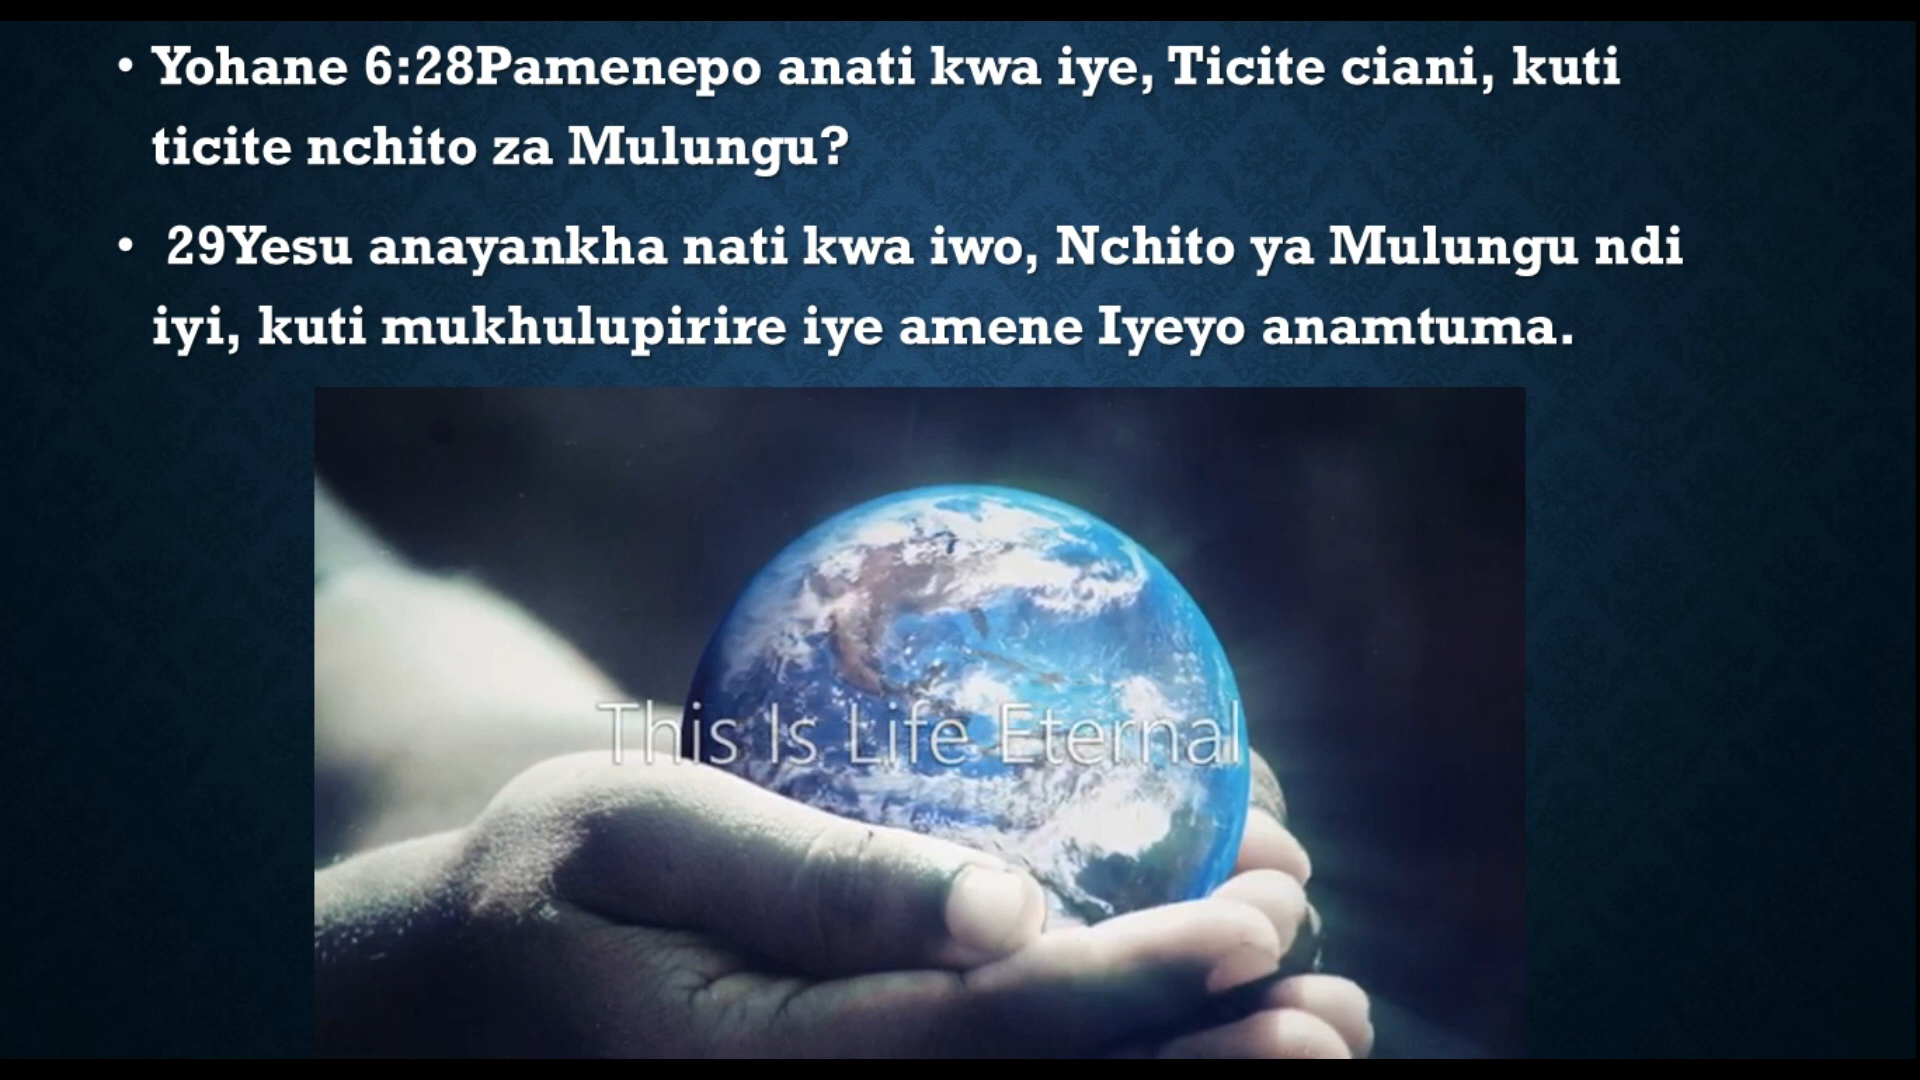 • Yohane 6:28Pamenepo anati kwa iye, Ticite ciani, kuti
ticite nchito za Mulungu?
• 29Yesu anayankha nati kwa iwo, Nchito ya Mulungu ndi
iyi, kuti mukhulupirire iye amene Iyeyo anamtuma.
This Is Life Eternal